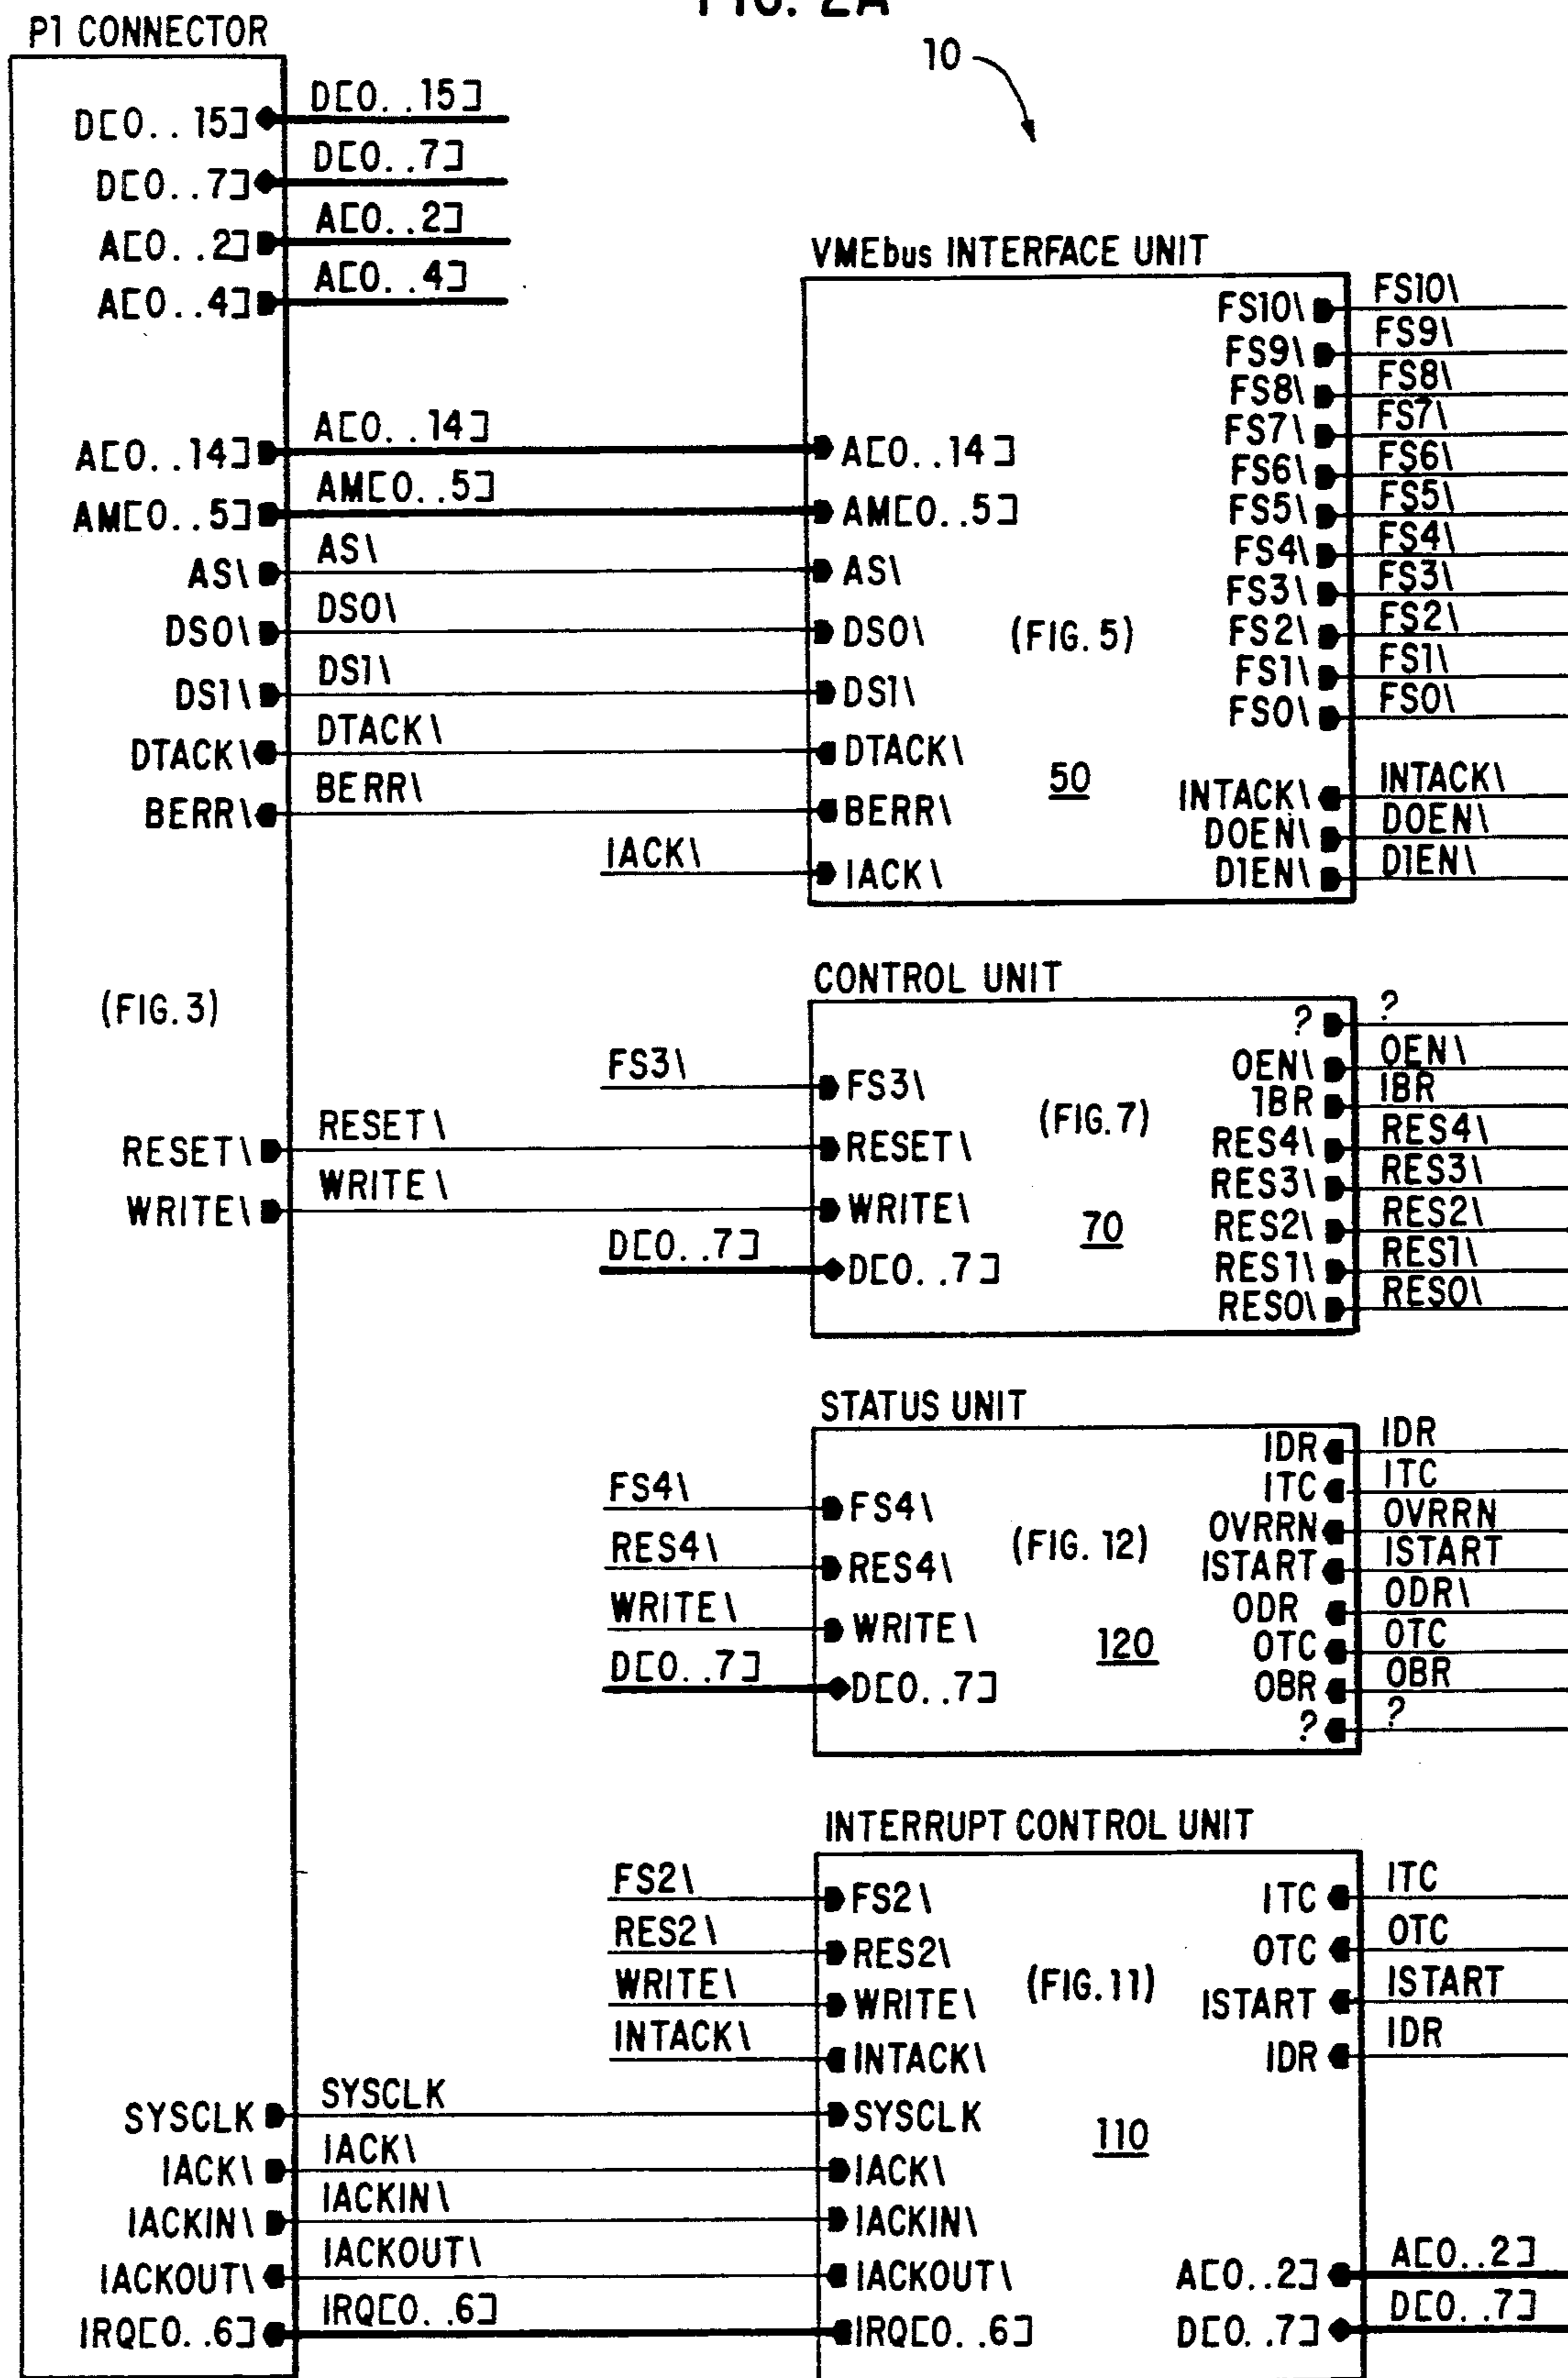 FIG. 2A
10
P1 CONNECTOR
D[0..15] D[0..15]
D[0..7] D[0..7]
A[0..2] A[0..2]
A[0..4] A[0..4]
A[0..14] A[0..14]
AM[0..5] AM[0..5]
AS\ AS\
DS0\ DS0\
DS1\ DS1\
DTACK\ DTACK\
BERR\ BERR\
(FIG.3)
RESET\ RESET\
WRITE\ WRITE\
SYSCLK SYSCLK
IACK\ IACK\
IACKIN\ IACKIN\
IACKOUT\ IACKOUT\
IRQ[0..6] IRQ[0..6]
VMEbus INTERFACE UNIT
A[0..14]
AM[0..5]
AS\
DS0\
DS1\
DTACK\
BERR\
IACK\ IACK\
(FIG. 5)
50
FS10\ FS10\
FS9\ FS9\
FS8\ FS8\
FS7\ FS7\
FS6\ FS6\
FS5\ FS5\
FS4\ FS4\
FS3\ FS3\
FS2\ FS2\
FS1\ FS1\
FS0\ FS0\
INTACK\ INTACK\
DOEN\ DOEN\
D1EN\ D1EN\
CONTROL UNIT
FS3\ FS3\
RESET\
WRITE\
D[0..7] D[0..7]
(FIG.7)
70
? ?
OEN\ OEN\
IBR IBR
RES4\ RES4\
RES3\ RES3\
RES2\ RES2\
RES1\ RES1\
RES0\ RES0\
STATUS UNIT
FS4\ FS4\
RES4\ RES4\
WRITE\ WRITE\
D[0..7] D[0..7]
(FIG. 12)
120
IDR IDR
ITC ITC
OVRRN OVRRN
ISTART ISTART
ODR ODR\
OTC OTC
OBR OBR
? ?
INTERRUPT CONTROL UNIT
FS2\ FS2\
RES2\ RES2\
WRITE\ WRITE\
INTACK\ INTACK\
SYSCLK
IACK\
IACKIN\
IACKOUT\
IRQ[0..6]
(FIG.11)
110
ITC ITC
OTC OTC
ISTART ISTART
IDR IDR
A[0..2] A[0..2]
D[0..7] D[0..7]